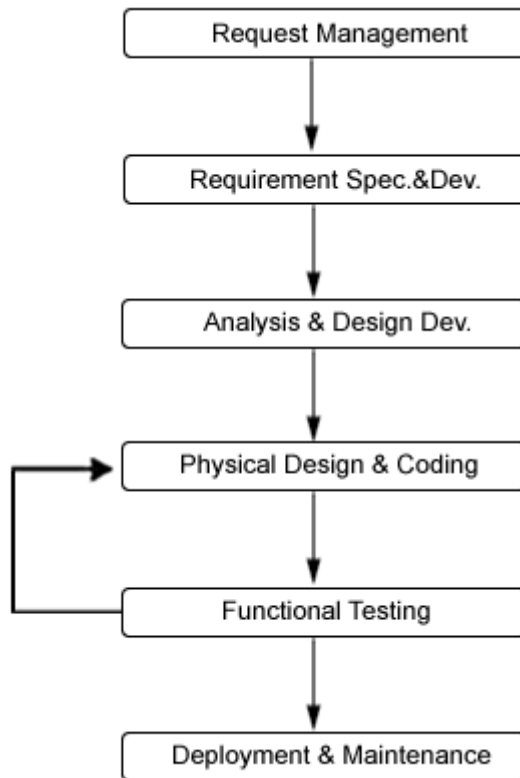 Request Management
Requirement Spec.&Dev.
Analysis & Design Dev.
Physical Design & Coding
Functional Testing
Deployment & Maintenance